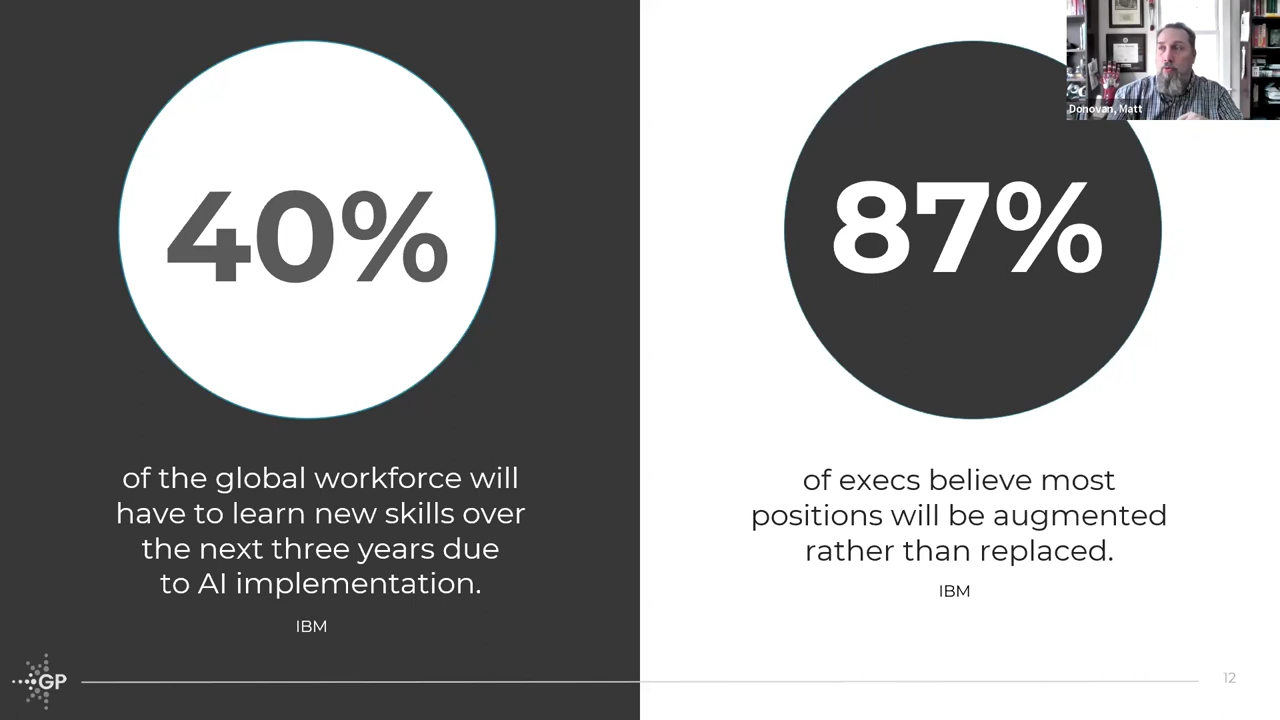 40%
of the global workforce will
have to learn new skills over
the next three years due
to AI implementation.
IBM
87%
of execs believe most
positions will be augmented
rather than replaced.
IBM
Donovan, Matt
GP
12